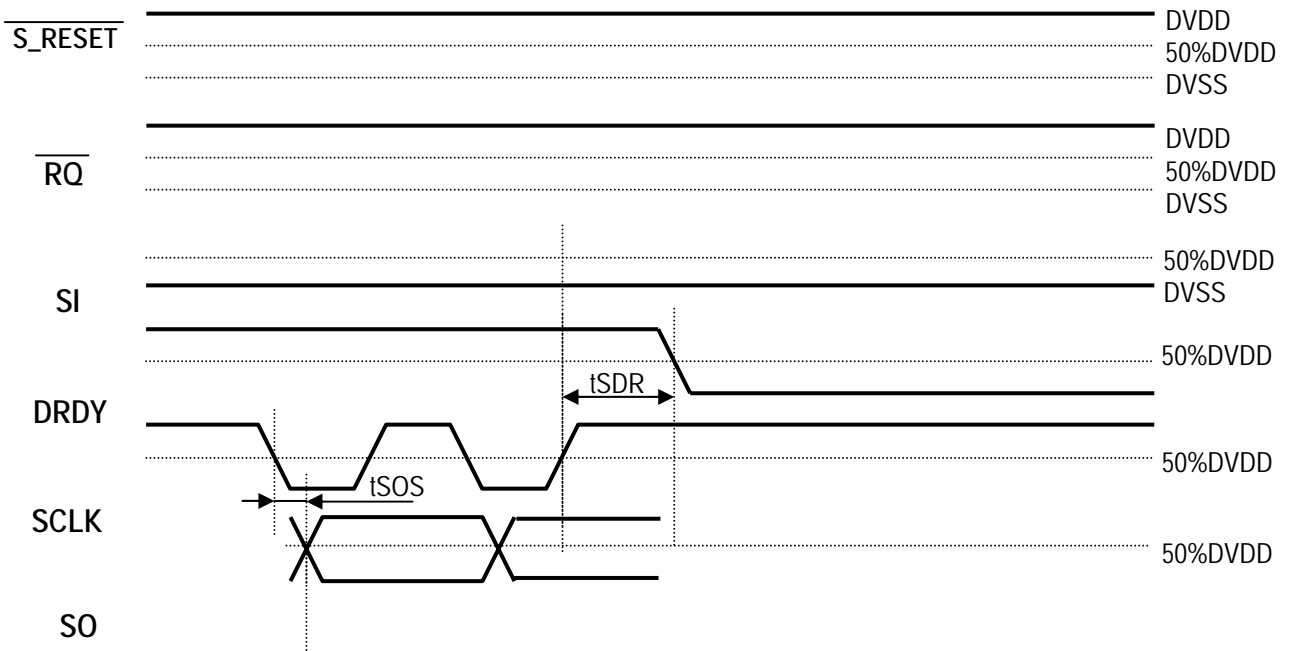 S_RESET
DVDD
50%DVDD
DVSS
RQ
DVDD
50%DVDD
DVSS
SI
50%DVDD
DVSS
50%DVDD
tSDR
DRDY
50%DVDD
tSOS
SCLK
50%DVDD
SO